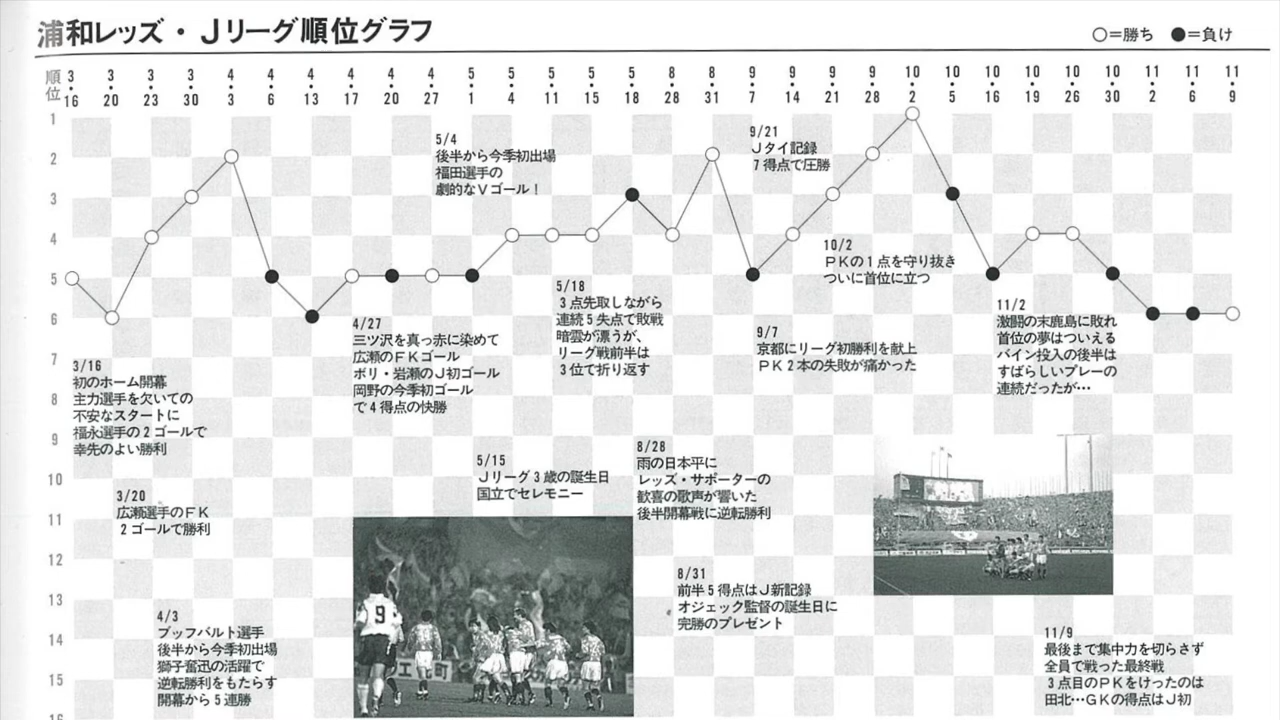 浦和レッズ・Jリーグ順位グラフ
○=勝ち ●=負け
順位
3・16 3・20 3・23 3・30 4・3 4・6 4・13 4・17 4・20 4・27 5・1 5・4 5・11 5・15 5・18 8・28 8・31 9・7 9・14 9・21 9・28 10・2 10・5 10・16 10・19 10・26 10・30 11・2 11・6 11・9
1
2
3
4
5
6
7
8
9
10
11
12
13
14
15
16
3/16
初のホーム開幕
主力選手を欠いての
不安なスタートに
福永選手の2ゴールで
幸先のよい勝利
3/20
広瀬選手のFK
2ゴールで勝利
4/3
ブッフバルト選手
後半から今季初出場
獅子奮迅の活躍で
逆転勝利をもたらす
開幕から5連勝
4/27
三ツ沢を真っ赤に染めて
広瀬のFKゴール
ボリ・岩瀬のJ初ゴール
岡野の今季初ゴール
で4得点の快勝
5/4
後半から今季初出場
福田選手の
劇的なVゴール!
5/15
Jリーグ3歳の誕生日
国立でセレモニー
5/18
3点先取しながら
連続5失点で敗戦
暗雲が漂うが、
リーグ戦前半は
3位で折り返す
8/28
雨の日本平に
レッズ・サポーターの
歓喜の歌声が響いた
後半開幕戦に逆転勝利
8/31
前半5得点はJ新記録
オジェック監督の誕生日に
完勝のプレゼント
9/7
京都にリーグ初勝利を献上
PK2本の失敗が痛かった
9/21
Jタイ記録
7得点で圧勝
10/2
PKの1点を守り抜き
ついに首位に立つ
11/2
激闘の末鹿島に敗れ
首位の夢はついえる
バイン投入の後半は
すばらしいプレーの
連続だったが…
11/9
最後まで集中力を切らさず
全員で戦った最終戦
3点目のPKをけったのは
田北…GKの得点はJ初
9